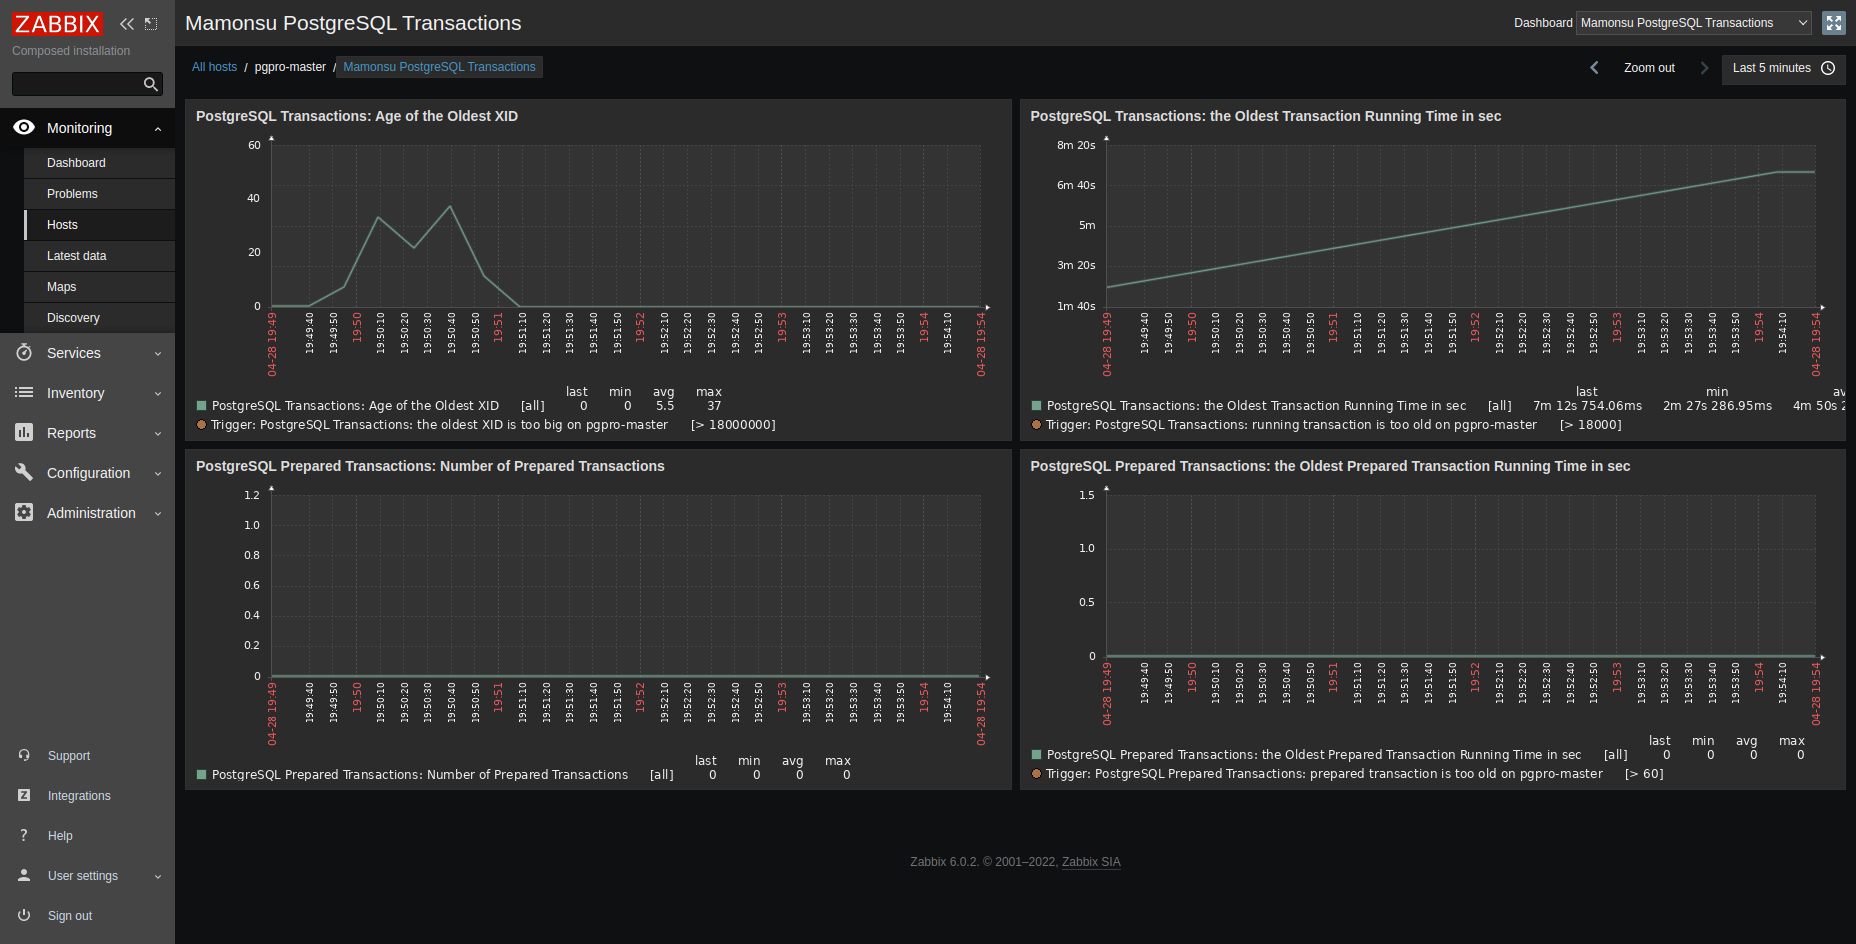 ZABBIX
Composed installation
Monitoring
Dashboard
Problems
Hosts
Latest data
Maps
Discovery
Services
Inventory
Reports
Configuration
Administration
Support
Integrations
Help
User settings
Sign out
Mamonsu PostgreSQL Transactions
Dashboard Mamonsu PostgreSQL Transactions
All hosts / pgpro-master / Mamonsu PostgreSQL Transactions
Zoom out Last 5 minutes
PostgreSQL Transactions: Age of the Oldest XID
60
40
20
0
04-28 19:49 19:49:40 19:49:50 19:50 19:50:10 19:50:20 19:50:30 19:50:40 19:50:50 19:51 19:51:10 19:51:20 19:51:30 19:51:40 19:51:50 19:52 19:52:10 19:52:20 19:52:30 19:52:40 19:52:50 19:53 19:53:10 19:53:20 19:53:30 19:53:40 19:53:50 19:54 19:54:10 04-28 19:54
last min avg max
PostgreSQL Transactions: Age of the Oldest XID [all] 0 0 5.5 37
Trigger: PostgreSQL Transactions: the oldest XID is too big on pgpro-master [> 18000000]
PostgreSQL Transactions: the Oldest Transaction Running Time in sec
8m 20s
6m 40s
5m
3m 20s
1m 40s
04-28 19:49 19:49:40 19:49:50 19:50 19:50:10 19:50:20 19:50:30 19:50:40 19:50:50 19:51 19:51:10 19:51:20 19:51:30 19:51:40 19:51:50 19:52 19:52:10 19:52:20 19:52:30 19:52:40 19:52:50 19:53 19:53:10 19:53:20 19:53:30 19:53:40 19:53:50 19:54 19:54:10 04-28 19:54
last min
PostgreSQL Transactions: the Oldest Transaction Running Time in sec [all] 7m 12s 754.06ms 2m 27s 286.95ms 4m 50s
Trigger: PostgreSQL Transactions: running transaction is too old on pgpro-master [> 18000]
PostgreSQL Prepared Transactions: Number of Prepared Transactions
1.2
1.0
0.8
0.6
0.4
0.2
0
04-28 19:49 19:49:40 19:49:50 19:50 19:50:10 19:50:20 19:50:30 19:50:40 19:50:50 19:51 19:51:10 19:51:20 19:51:30 19:51:40 19:51:50 19:52 19:52:10 19:52:20 19:52:30 19:52:40 19:52:50 19:53 19:53:10 19:53:20 19:53:30 19:53:40 19:53:50 19:54 19:54:10 04-28 19:54
last min avg max
PostgreSQL Prepared Transactions: Number of Prepared Transactions [all] 0 0 0 0
PostgreSQL Prepared Transactions: the Oldest Prepared Transaction Running Time in sec
1.5
1.0
0.5
0
04-28 19:49 19:49:40 19:49:50 19:50 19:50:10 19:50:20 19:50:30 19:50:40 19:50:50 19:51 19:51:10 19:51:20 19:51:30 19:51:40 19:51:50 19:52 19:52:10 19:52:20 19:52:30 19:52:40 19:52:50 19:53 19:53:10 19:53:20 19:53:30 19:53:40 19:53:50 19:54 19:54:10 04-28 19:54
last min avg max
PostgreSQL Prepared Transactions: the Oldest Prepared Transaction Running Time in sec [all] 0 0 0 0
Trigger: PostgreSQL Prepared Transactions: prepared transaction is too old on pgpro-master [> 60]
Zabbix 6.0.2. © 2001–2022, Zabbix SIA